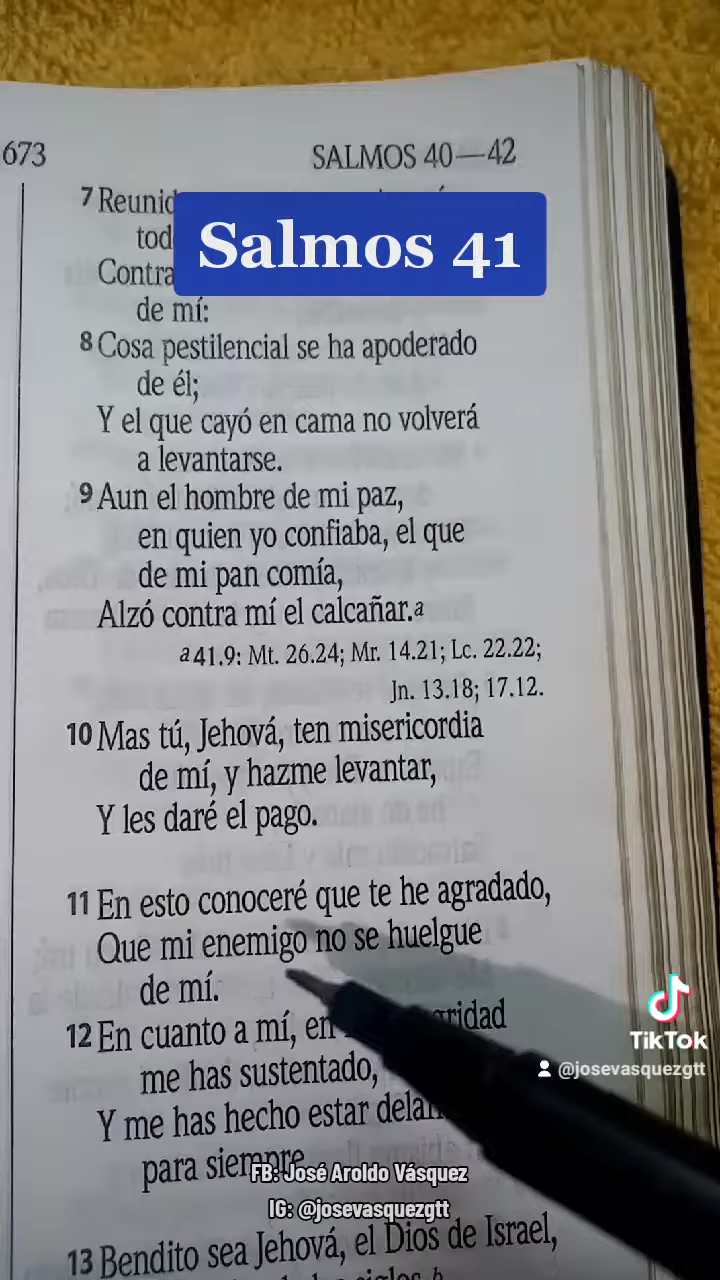 673
SALMOS 40—42
Salmos 41
7 Reunid
tod
Contra
de mí:
8 Cosa pestilencial se ha apoderado
de él;
Y el que cayó en cama no volverá
a levantarse.
9 Aun el hombre de mi paz,
en quien yo confiaba, el que
de mi pan comía,
Alzó contra mí el calcañar.a
a 41.9: Mt. 26.24; Mr. 14.21; Lc. 22.22;
Jn. 13.18; 17.12.
10 Mas tú, Jehová, ten misericordia
de mí, y hazme levantar,
Y les daré el pago.
11 En esto conoceré que te he agradado,
Que mi enemigo no se huelgue
de mí.
12 En cuanto a mí, en
me has sustentado,
Y me has hecho estar
para siempre
TikTok
@josevasquezgtt
FB: José Aroldo Vásquez
IG: @josevasquezgtt
13 Bendito sea Jehová, el Dios de Israel,